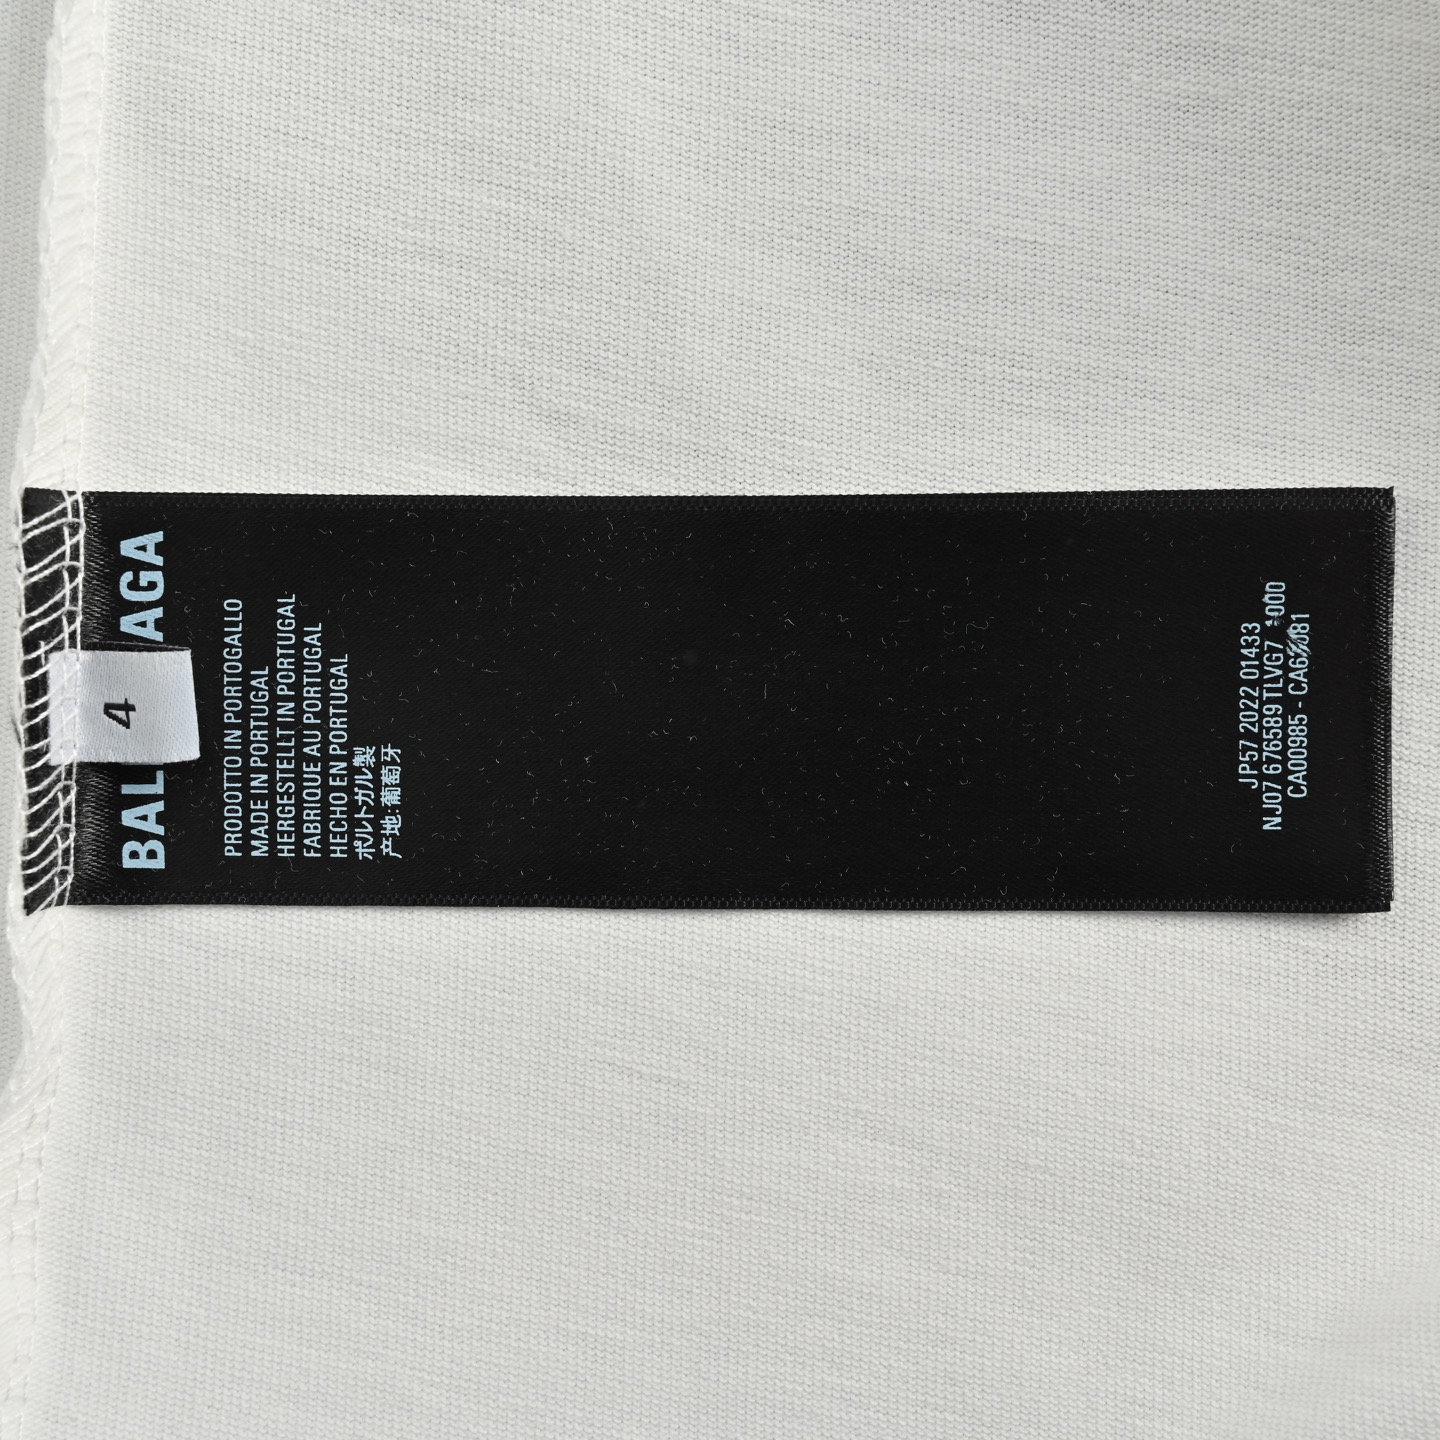 BAL AGA
4
PRODOTTO IN PORTOGALLO
MADE IN PORTUGAL
HERGESTELLT IN PORTUGAL
FABRIQUE AU PORTUGAL
HECHO EN PORTUGAL
ポルトガル製
产地:葡萄牙
JP57 2022 01433
NJ07 676589 TLVG7
CA00985 -